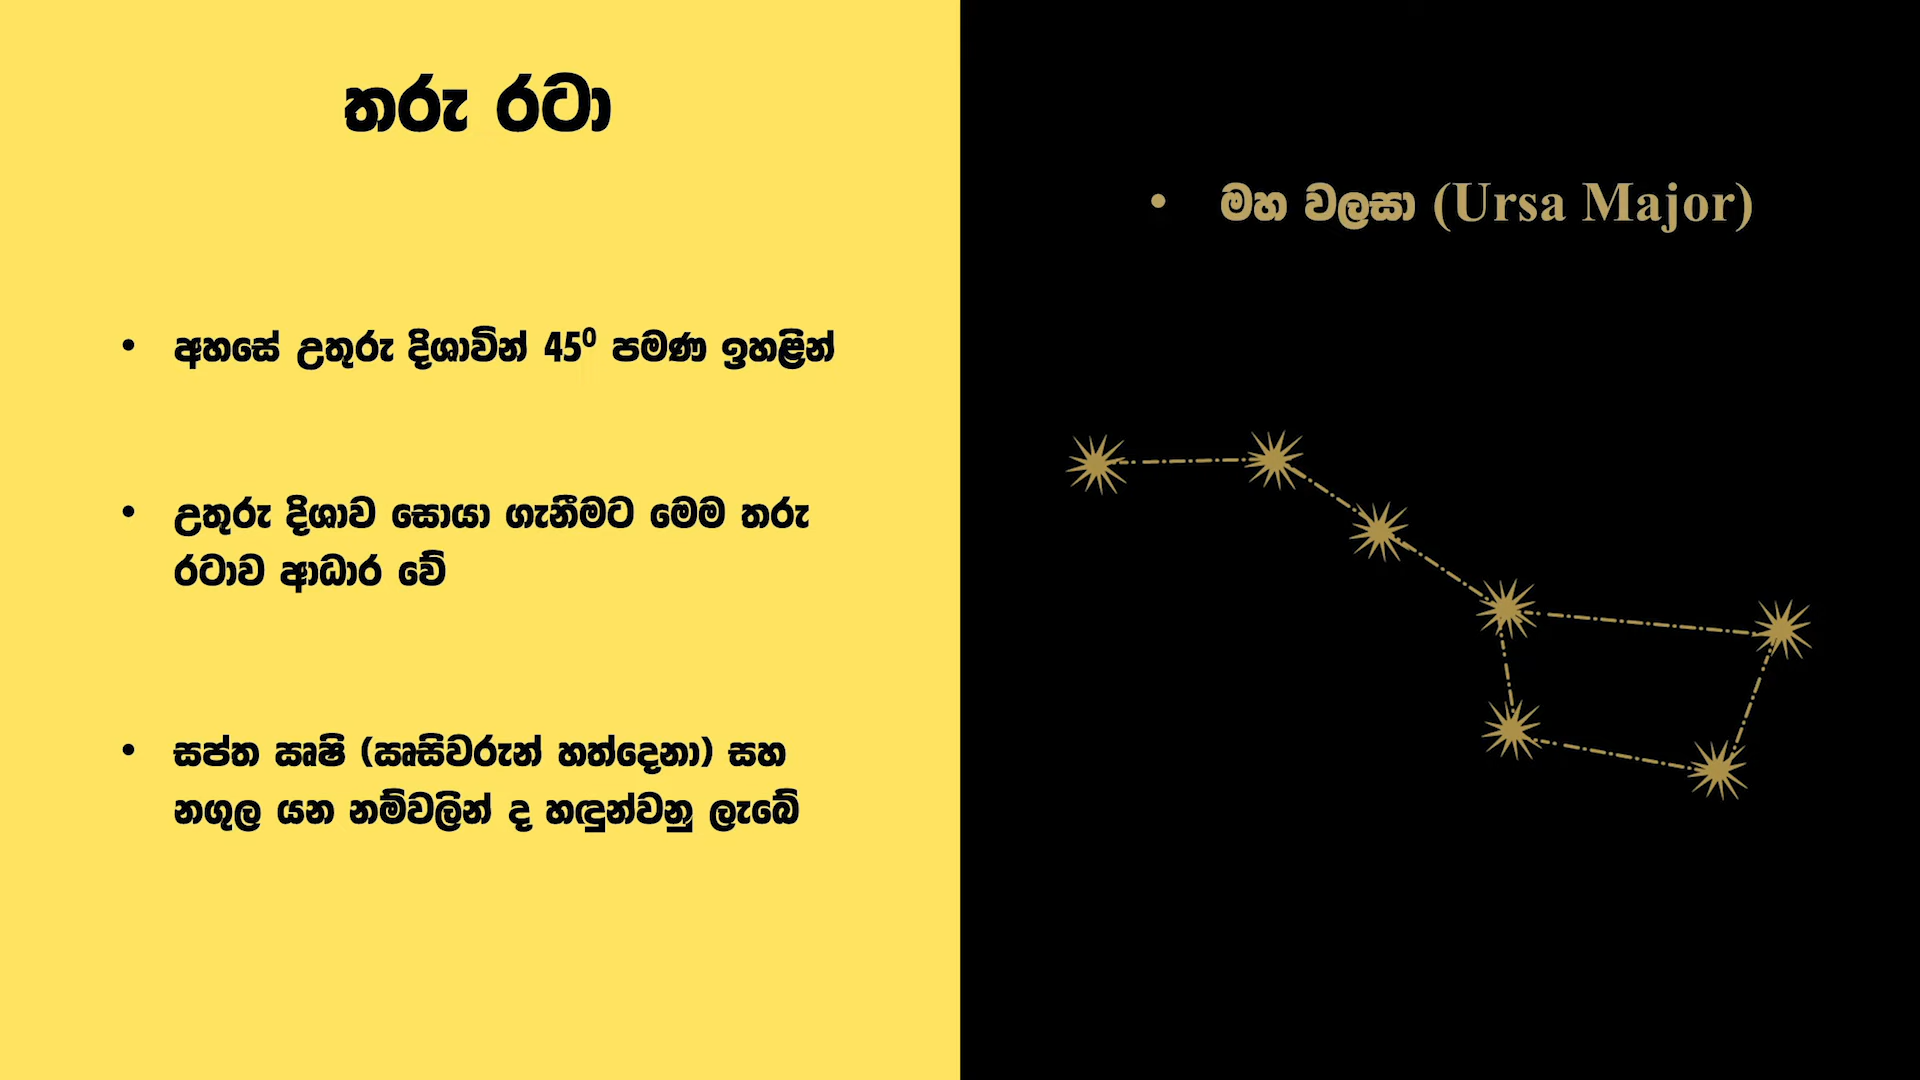 තරු රටා
• අහසේ උතුරු දිශාවින් 45⁰ පමණ ඉහළින්
• උතුරු දිශාව සොයා ගැනීමට මෙම තරු
රටාව ආධාර වේ
• සප්ත ඍෂි (ඍසිවරුන් හත්දෙනා) සහ
නගුල යන නම්වලින් ද හඳුන්වනු ලැබේ
• මහ වලසා (Ursa Major)